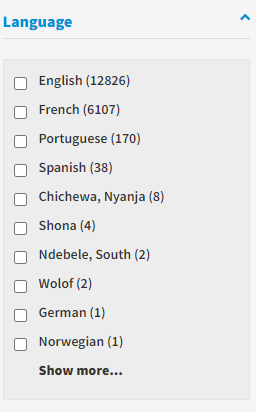 Language
English (12826)
French (6107)
Portuguese (170)
Spanish (38)
Chichewa, Nyanja (8)
Shona (4)
Ndebele, South (2)
Wolof (2)
German (1)
Norwegian (1)
Show more...